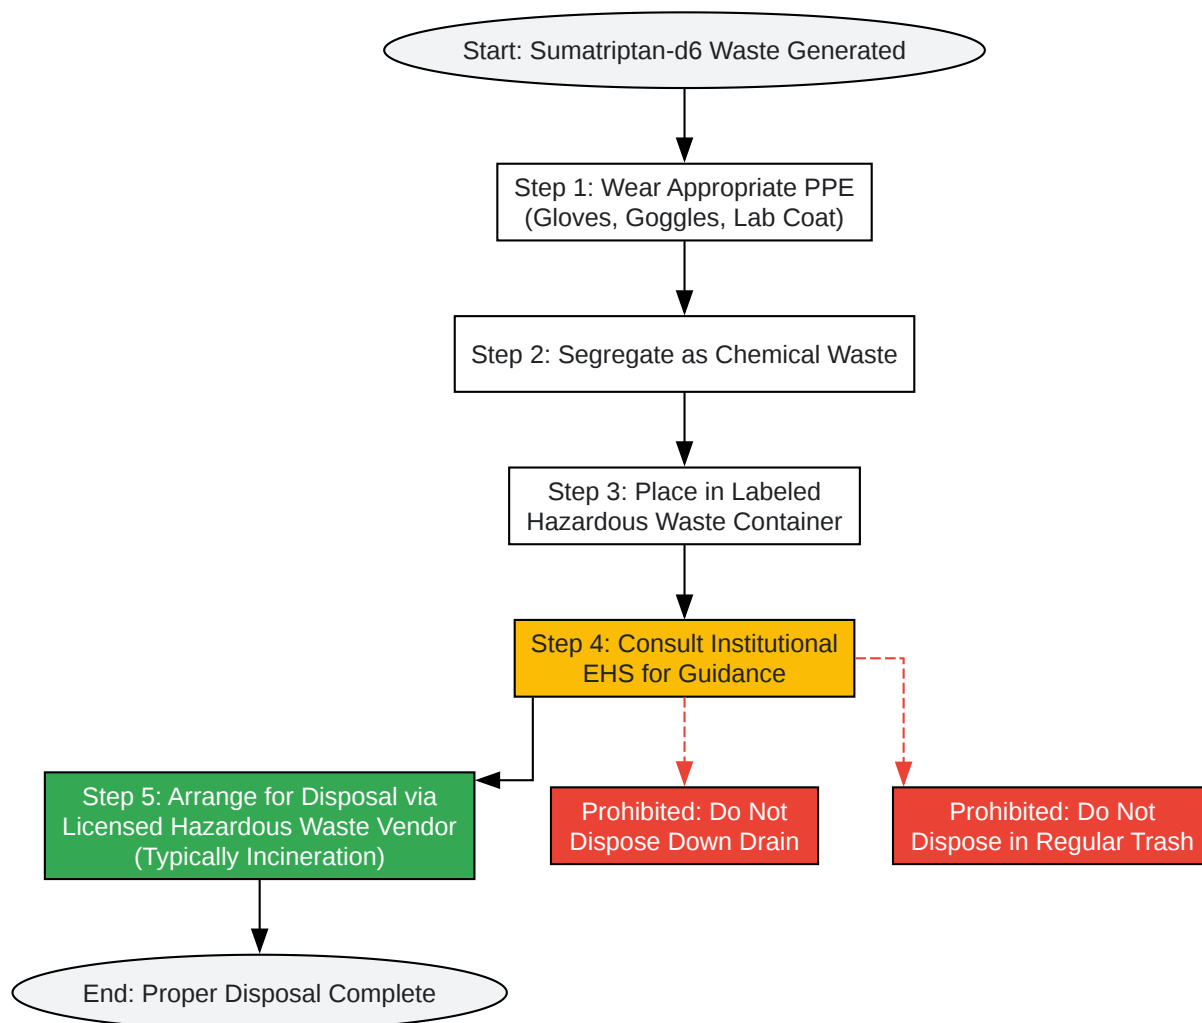 Start: Sumatriptan-d6 Waste Generated
Step 1: Wear Appropriate PPE
(Gloves, Goggles, Lab Coat)
Step 2: Segregate as Chemical Waste
Step 3: Place in Labeled
Hazardous Waste Container
Step 4: Consult Institutional
EHS for Guidance
Step 5: Arrange for Disposal via
Licensed Hazardous Waste Vendor
(Typically Incineration)
Prohibited: Do Not
Dispose Down Drain
Prohibited: Do Not
Dispose in Regular Trash
End: Proper Disposal Complete